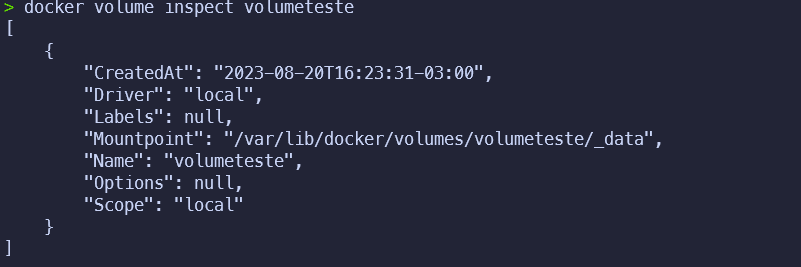 > docker volume inspect volumeteste
[
    {
        "CreatedAt": "2023-08-20T16:23:31-03:00",
        "Driver": "local",
        "Labels": null,
        "Mountpoint": "/var/lib/docker/volumes/volumeteste/_data",
        "Name": "volumeteste",
        "Options": null,
        "Scope": "local"
    }
]